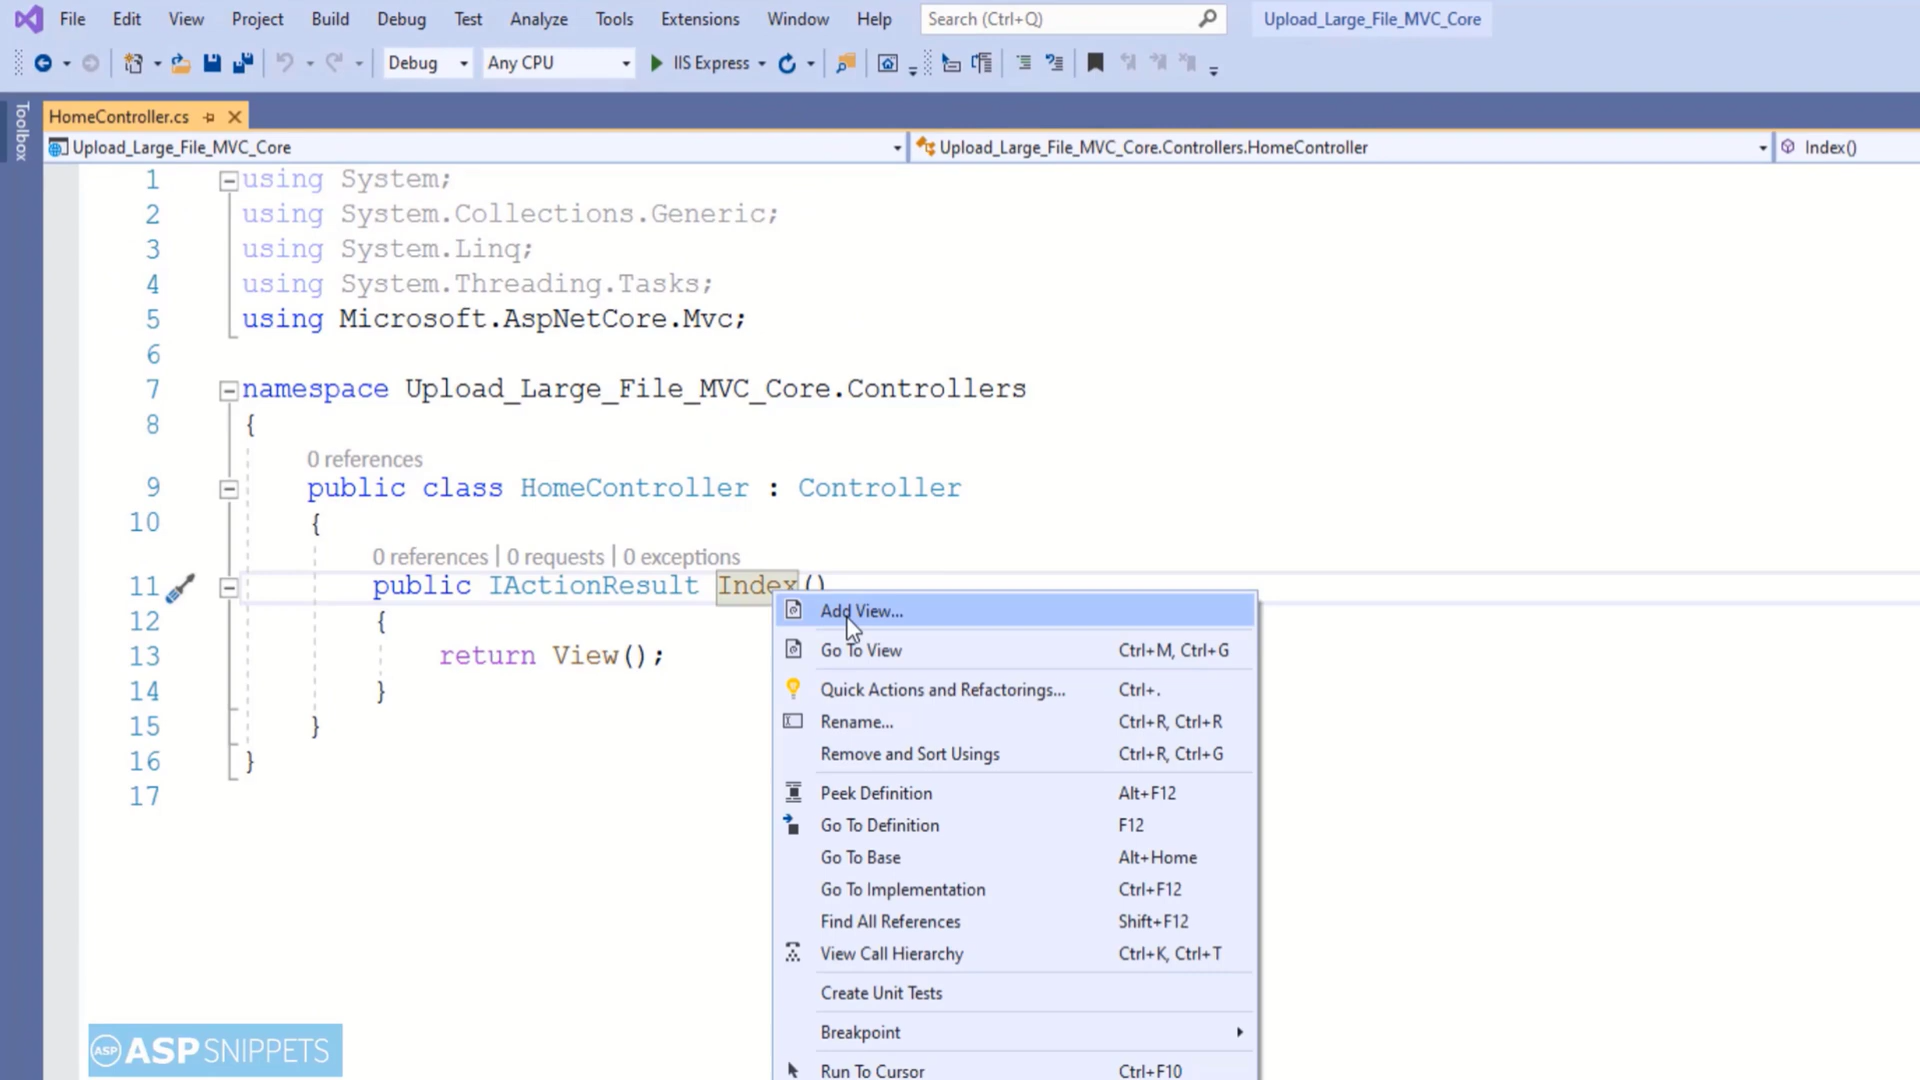 File Edit View Project Build Debug Test Analyze Tools Extensions Window Help Search (Ctrl+Q) Upload_Large_File_MVC_Core
Debug Any CPU IIS Express
Toolbox
HomeController.cs
Upload_Large_File_MVC_Core Upload_Large_File_MVC_Core.Controllers.HomeController Index()
1 using System;
2 using System.Collections.Generic;
3 using System.Linq;
4 using System.Threading.Tasks;
5 using Microsoft.AspNetCore.Mvc;
6
7 namespace Upload_Large_File_MVC_Core.Controllers
8 {
0 references
9 public class HomeController : Controller
10 {
0 references | 0 requests | 0 exceptions
11 public IActionResult Index()
12 {
13 return View();
14 }
15 }
16 }
17
Add View...
Go To View Ctrl+M, Ctrl+G
Quick Actions and Refactorings... Ctrl+.
Rename... Ctrl+R, Ctrl+R
Remove and Sort Usings Ctrl+R, Ctrl+G
Peek Definition Alt+F12
Go To Definition F12
Go To Base Alt+Home
Go To Implementation Ctrl+F12
Find All References Shift+F12
View Call Hierarchy Ctrl+K, Ctrl+T
Create Unit Tests
Breakpoint
Run To Cursor Ctrl+F10
ASP ASPSNIPPETS